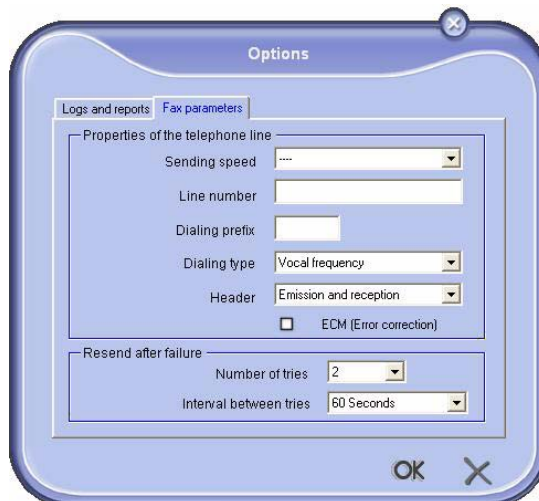 Options
Logs and reports Fax parameters
Properties of the telephone line
Sending speed ----
Line number
Dialing prefix
Dialing type Vocal frequency
Header Emission and reception
ECM (Error correction)
Resend after failure
Number of tries 2
Interval between tries 60 Seconds
OK